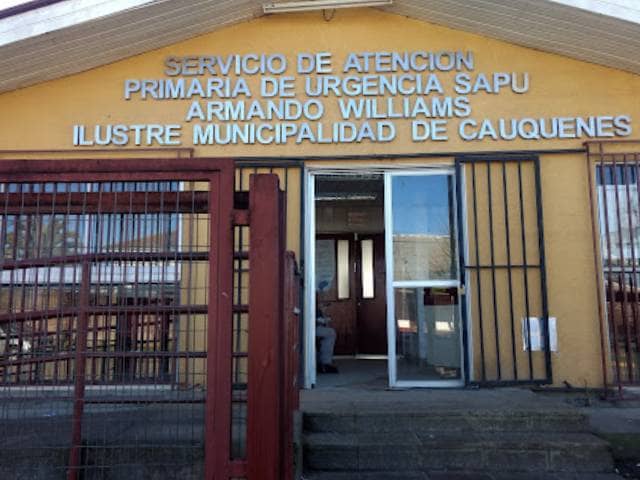 SERVICIO DE ATENCION
PRIMARIA DE URGENCIA SAPU
ARMANDO WILLIAMS
ILUSTRE MUNICIPALIDAD DE CAUQUENES